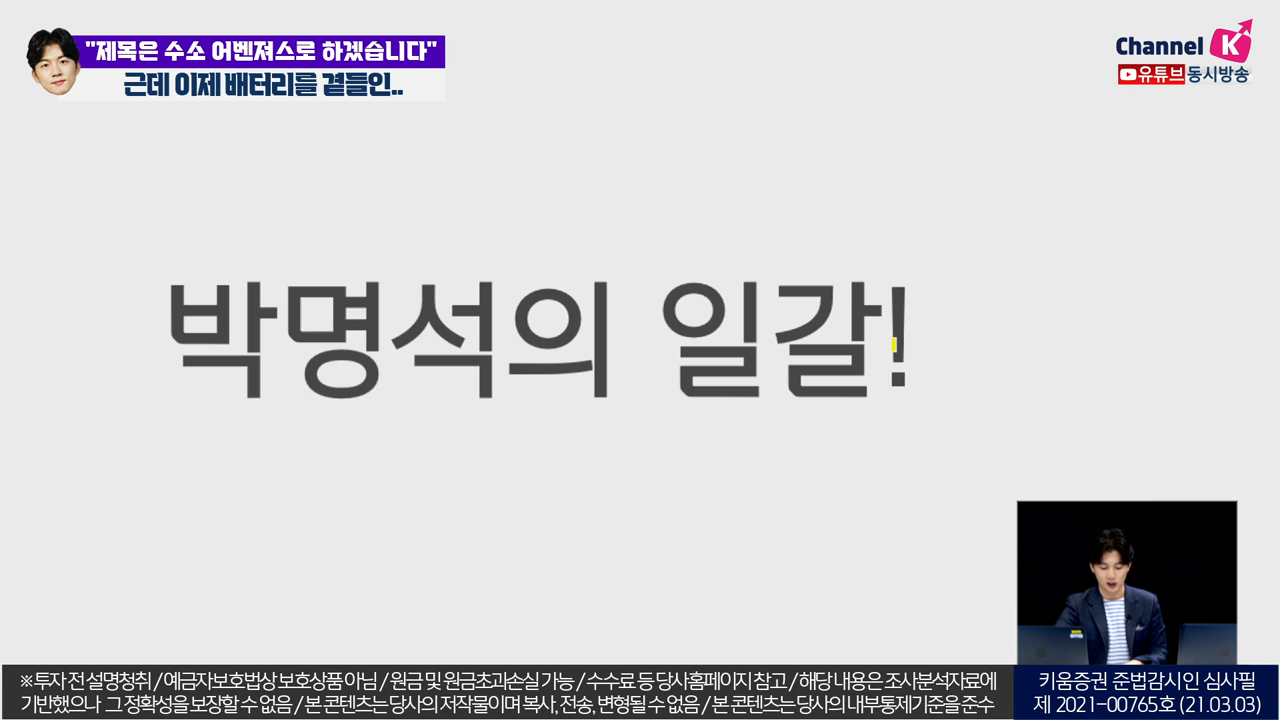 "제목은 수소 어벤져스로 하겠습니다"
근데 이제 배터리를 곁들인..
Channel K
유튜브 동시방송
박명석의 일갈!
※ 투자 전 설명청취 / 예금자보호법상 보호상품 아님 / 원금 및 원금초과손실 가능 / 수수료 등 당사홈페이지 참고 / 해당 내용은 조사분석자료에
기반했으나 그 정확성을 보장할 수 없음 / 본 콘텐츠는 당사의 저작물이며 복사, 전송, 변형될 수 없음 / 본 콘텐츠는 당사의 내부통제기준을 준수
키움증권 준법감시인 심사필
제 2021-00765호 (21.03.03)